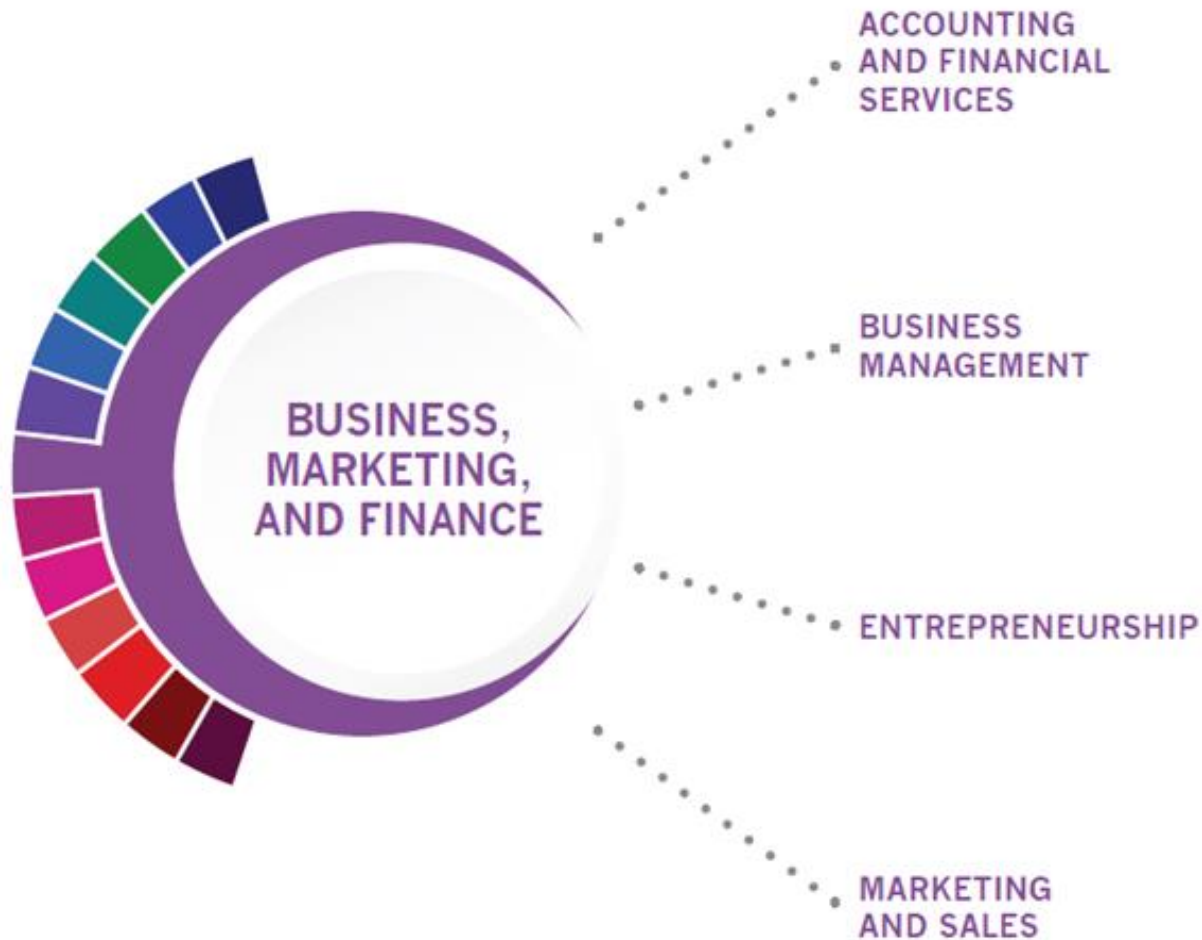 BUSINESS,
MARKETING,
AND FINANCE
ACCOUNTING
AND FINANCIAL
SERVICES
BUSINESS
MANAGEMENT
ENTREPRENEURSHIP
MARKETING
AND SALES